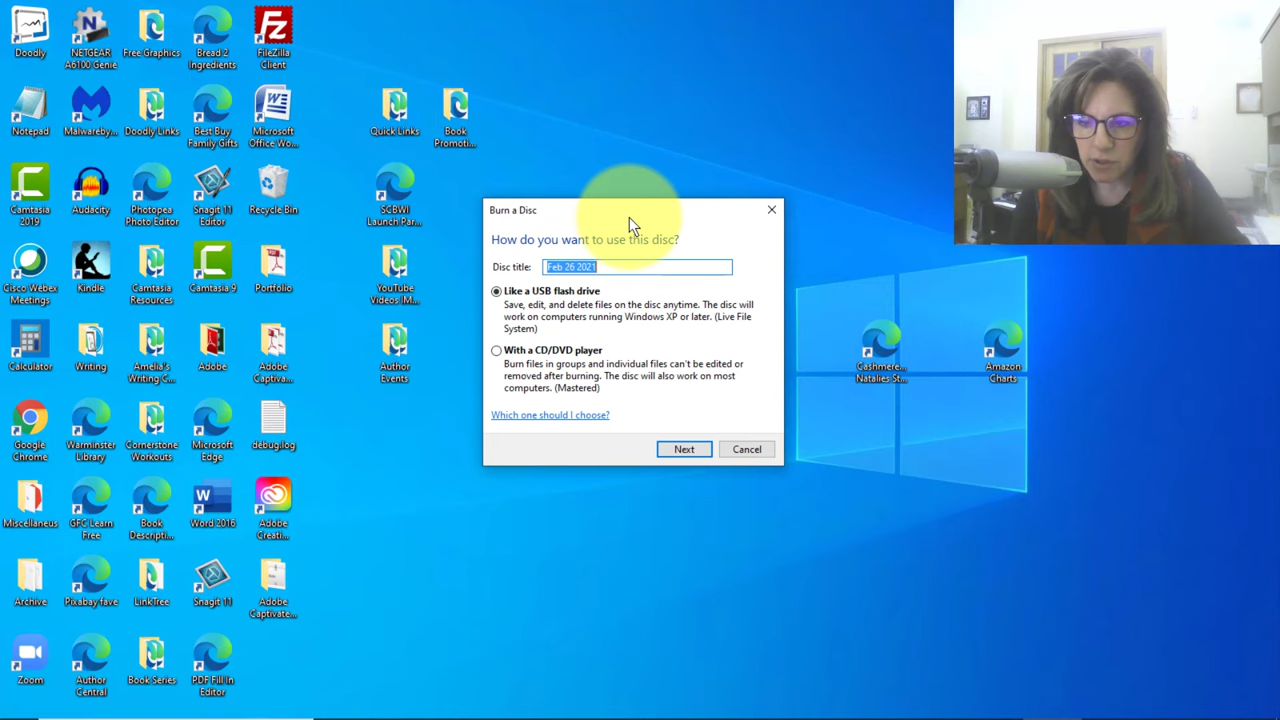 Doodly
NETGEAR
A6100 Genie
Free Graphics
Bread 2
Ingredients
FileZilla
Client
Notepad
Malwareby...
Doodly Links
Best Buy
Family Gifts
Microsoft
Office Wo...
Quick Links
Book
Promoti...
Camtasia
2019
Audacity
Photopea
Photo Editor
Snagit 11
Editor
Recycle Bin
SCBWI
Launch Par...
Cisco Webex
Meetings
Kindle
Camtasia
Resources
Camtasia 9
Portfolio
YouTube
Videos IM...
Calculator
Writing
Amelia's
Writing C...
Adobe
Adobe
Captiva...
Author
Events
Cashmere...
Natalies St...
Amazon
Charts
Google
Chrome
Warminster
Library
Cornerstone
Workouts
Microsoft
Edge
debug.log
Miscellaneus
GFC Learn
Free
Book
Descripti...
Word 2016
Adobe
Creati...
Archive
Pixabay fave
LinkTree
Snagit 11
Adobe
Captivate...
Zoom
Author
Central
Book Series
PDF Fill In
Editor
Burn a Disc
How do you want to use this disc?
Disc title: Feb 26 2021
Like a USB flash drive
Save, edit, and delete files on the disc anytime. The disc will
work on computers running Windows XP or later. (Live File
System)
With a CD/DVD player
Burn files in groups and individual files can't be edited or
removed after burning. The disc will also work on most
computers. (Mastered)
Which one should I choose?
Next
Cancel